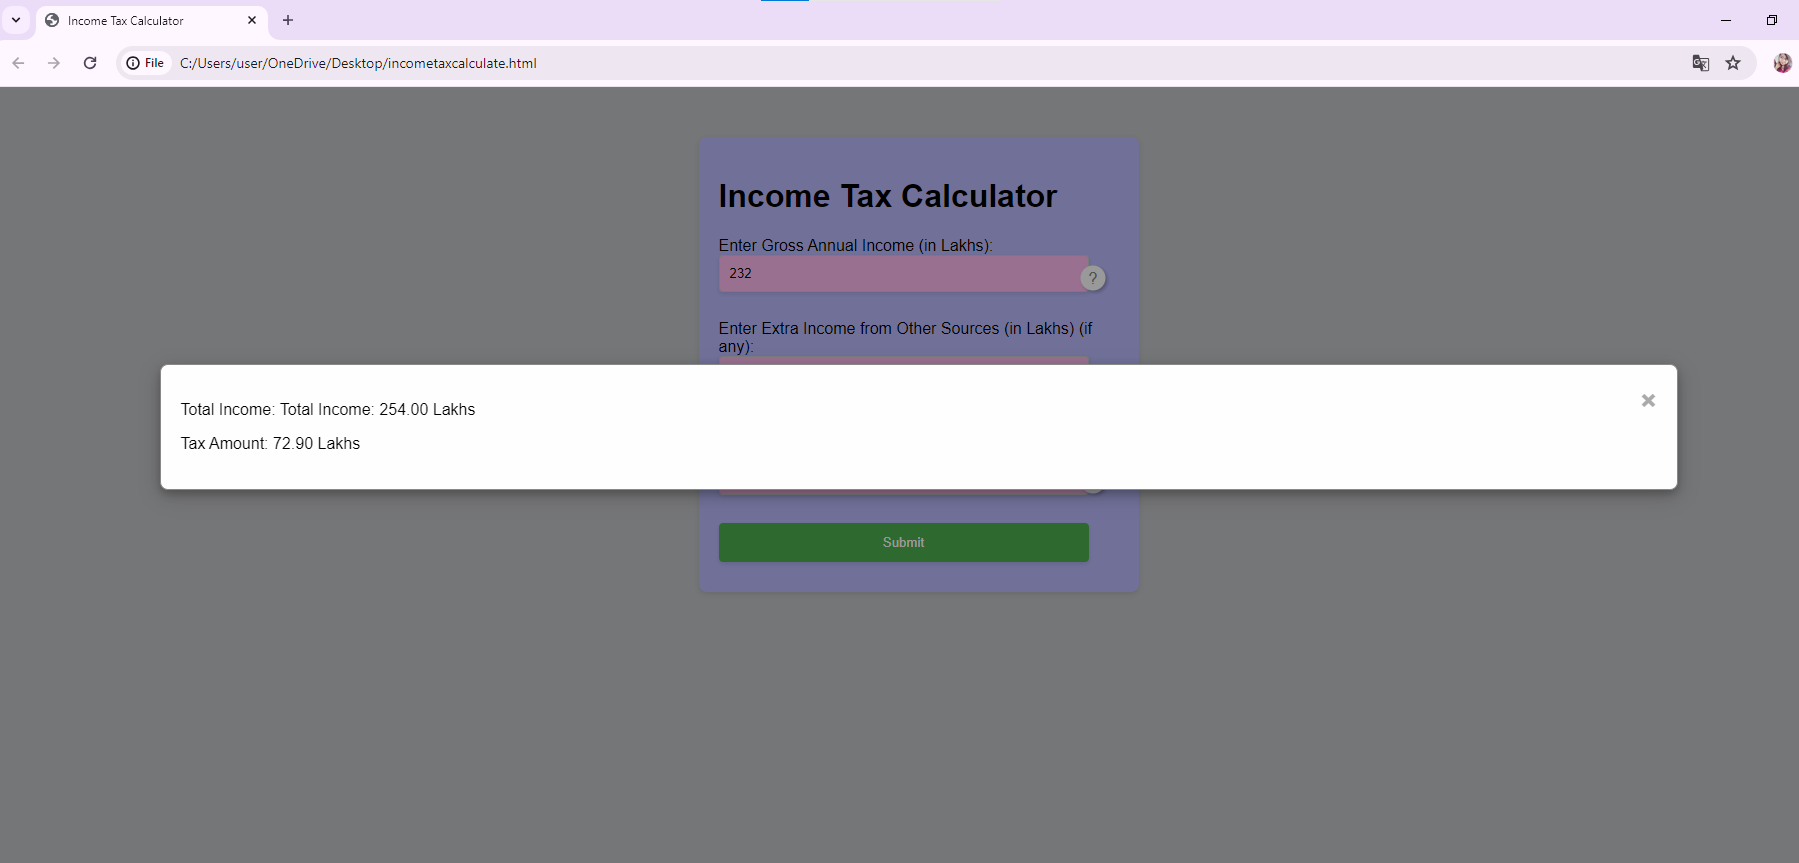 Income Tax Calculator
File C:/Users/user/OneDrive/Desktop/incometaxcalculate.html
Income Tax Calculator
Enter Gross Annual Income (in Lakhs):
232
?
Enter Extra Income from Other Sources (in Lakhs) (if
any):
Total Income: Total Income: 254.00 Lakhs
Tax Amount: 72.90 Lakhs
Submit